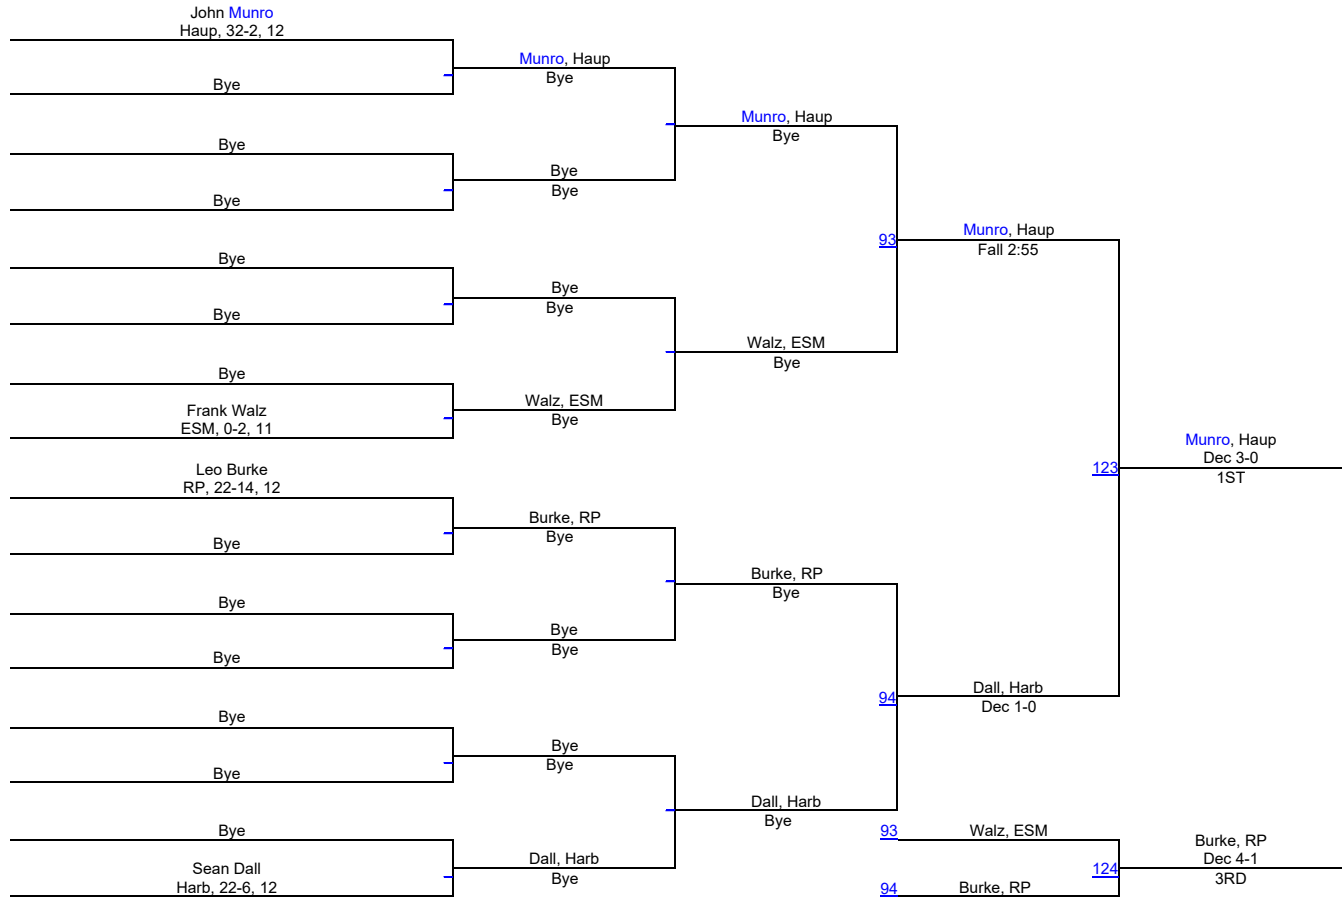 John Munro
Haup, 32-2, 12
Bye
Bye
Bye
Bye
Bye
Bye
Frank Walz
ESM, 0-2, 11
Leo Burke
RP, 22-14, 12
Bye
Bye
Bye
Bye
Bye
Bye
Sean Dall
Harb, 22-6, 12
Munro, Haup
Bye
Bye
Bye
Bye
Bye
Walz, ESM
Bye
Burke, RP
Bye
Bye
Bye
Bye
Bye
Dall, Harb
Bye
Munro, Haup
Bye
Walz, ESM
Bye
Burke, RP
Bye
Dall, Harb
Bye
93
Munro, Haup
Fall 2:55
94
Dall, Harb
Dec 1-0
123
Munro, Haup
Dec 3-0
1ST
93
Walz, ESM
94
Burke, RP
124
Burke, RP
Dec 4-1
3RD